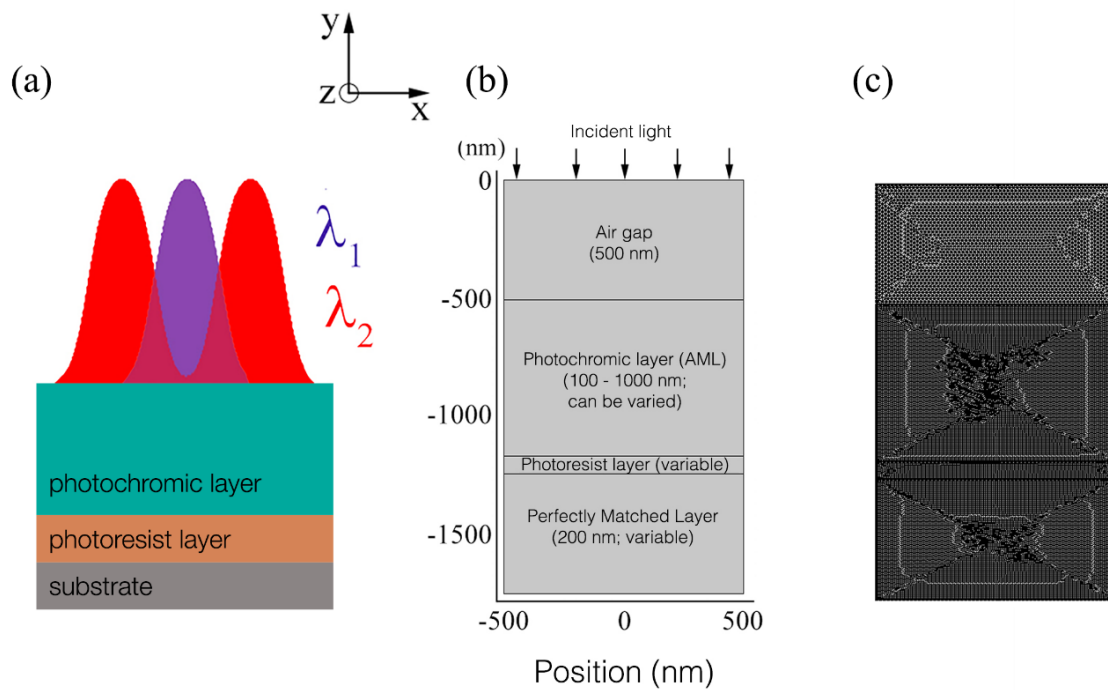 (a)
y
z
x
λ1
λ2
photochromic layer
photoresist layer
substrate
(b)
Incident light
(nm)
0
-500
-1000
-1500
Air gap
(500 nm)
Photochromic layer (AML)
(100 - 1000 nm;
can be varied)
Photoresist layer (variable)
Perfectly Matched Layer
(200 nm; variable)
-500 0 500
Position (nm)
(c)